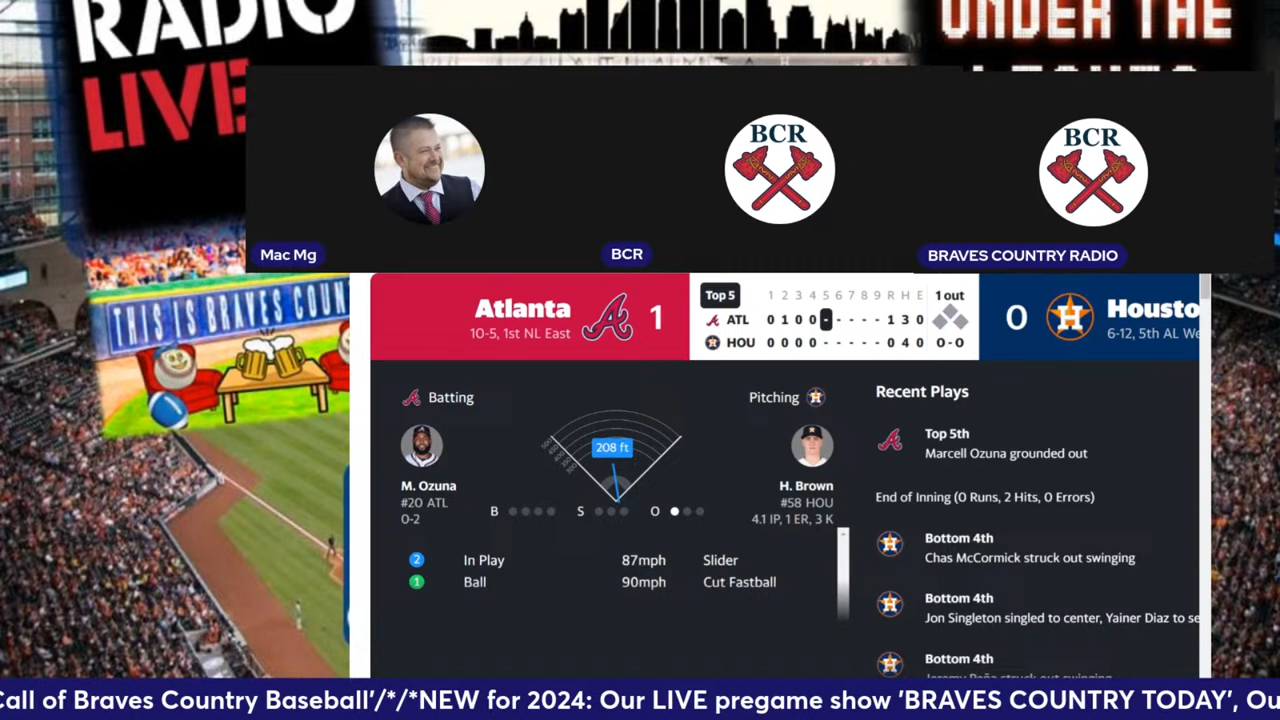 RADIO
LIVE
UNDER THE
THIS IS BRAVES COUN
BCR
BCR
Mac Mg
BCR
BRAVES COUNTRY RADIO
Atlanta
10-5, 1st NL East
1
Top 5
1 2 3 4 5 6 7 8 9 R H E
ATL 0 1 0 0 - - - - - 1 3 0
HOU 0 0 0 0 - - - - - 0 4 0
1 out
0-0
0
Housto
6-12, 5th AL We
Batting
Pitching
M. Ozuna
#20 ATL
0-2
208 ft
H. Brown
#58 HOU
4.1 IP, 1 ER, 3 K
B S O
2 In Play 87mph Slider
1 Ball 90mph Cut Fastball
Recent Plays
Top 5th
Marcell Ozuna grounded out
End of Inning (0 Runs, 2 Hits, 0 Errors)
Bottom 4th
Chas McCormick struck out swinging
Bottom 4th
Jon Singleton singled to center, Yainer Diaz to se
Bottom 4th
Jeremy Peña struck out swinging
Call of Braves Country Baseball'/*/*NEW for 2024: Our LIVE pregame show 'BRAVES COUNTRY TODAY', Ou